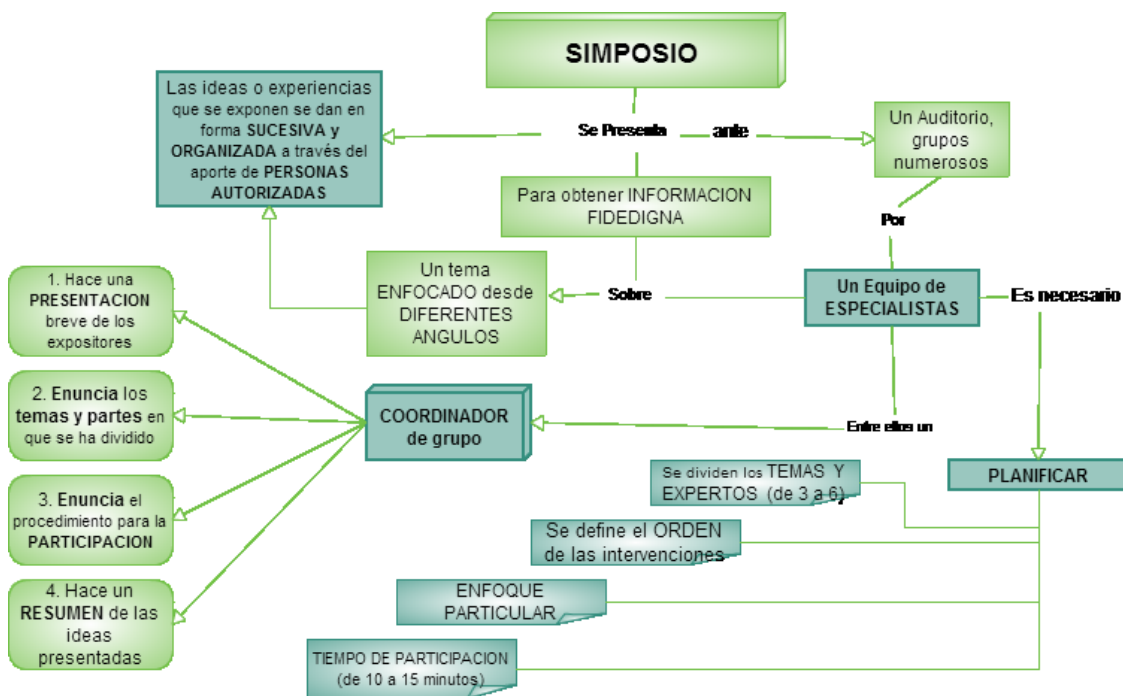 SIMPOSIO
Las ideas o experiencias
que se exponen se dan en
forma SUCESIVA y
ORGANIZADA a través del
aporte de PERSONAS
AUTORIZADAS
Se Presenta
ante
Un Auditorio,
grupos
numerosos
Para obtener INFORMACION
FIDEDIGNA
Por
Un tema
ENFOCADO desde
DIFERENTES
ANGULOS
Sobre
Un Equipo de
ESPECIALISTAS
Es necesario
1. Hace una
PRESENTACION
breve de los
expositores
2. Enuncia los
temas y partes en
que se ha dividido
3. Enuncia el
procedimiento para la
PARTICIPACION
4. Hace un
RESUMEN de las
ideas
presentadas
COORDINADOR
de grupo
Entre ellos un
PLANIFICAR
Se dividen los TEMAS Y
EXPERTOS (de 3 a 6)
Se define el ORDEN
de las intervenciones
ENFOQUE
PARTICULAR
TIEMPO DE PARTICIPACION
(de 10 a 15 minutos)